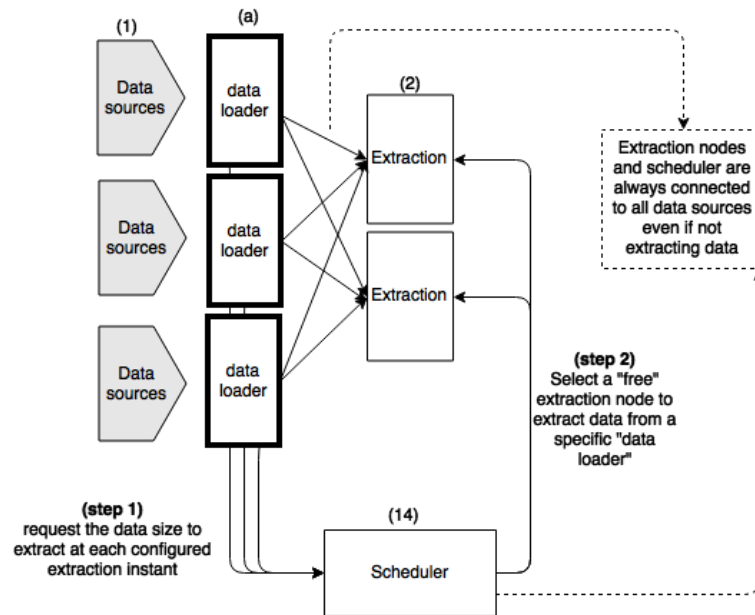 (1)
(a)
Data
sources
data
loader
(2)
Extraction
Extraction nodes
and scheduler are
always connected
to all data sources
even if not
extracting data
Data
sources
data
loader
Extraction
Data
sources
data
loader
(step 2)
Select a "free"
extraction node to
extract data from a
specific "data
loader"
(step 1)
request the data size to
extract at each configured
extraction instant
(14)
Scheduler